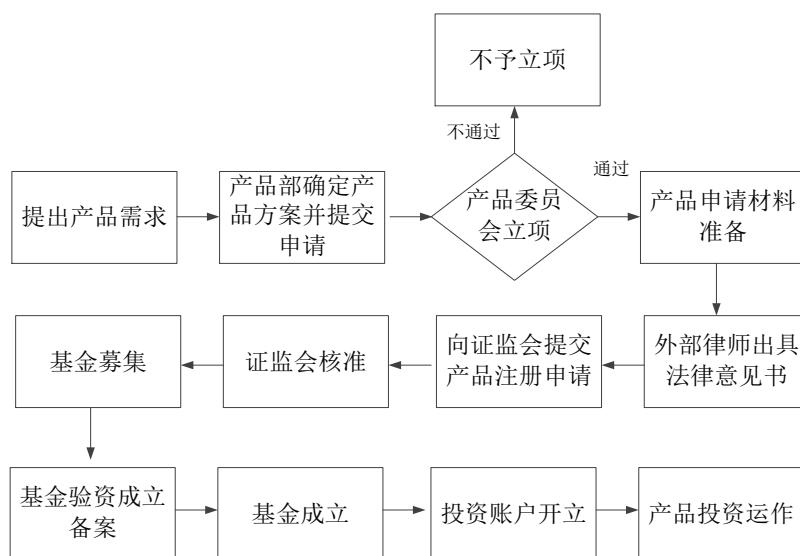 不予立项
不通过
通过
提出产品需求
产品部确定产
品方案并提交
申请
产品委员
会立项
产品申请材料
准备
基金募集
证监会核准
向证监会提交
产品注册申请
外部律师出具
法律意见书
基金验资成立
备案
基金成立
投资账户开立
产品投资运作